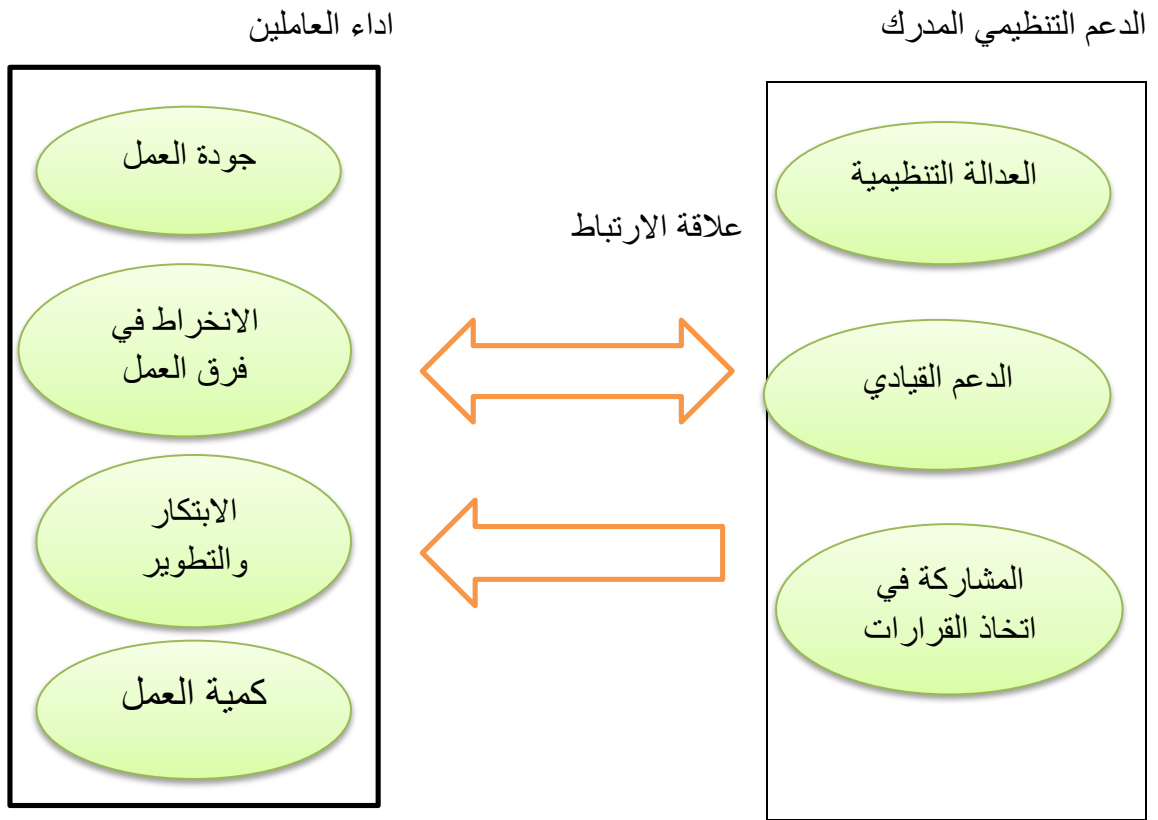 الدعم التنظيمي المدرك
العدالة التنظيمية
الدعم القيادي
المشاركة في
اتخاذ القرارات
علاقة الارتباط
اداء العاملين
جودة العمل
الانخراط في
فرق العمل
الابتكار
والتطوير
كمية العمل